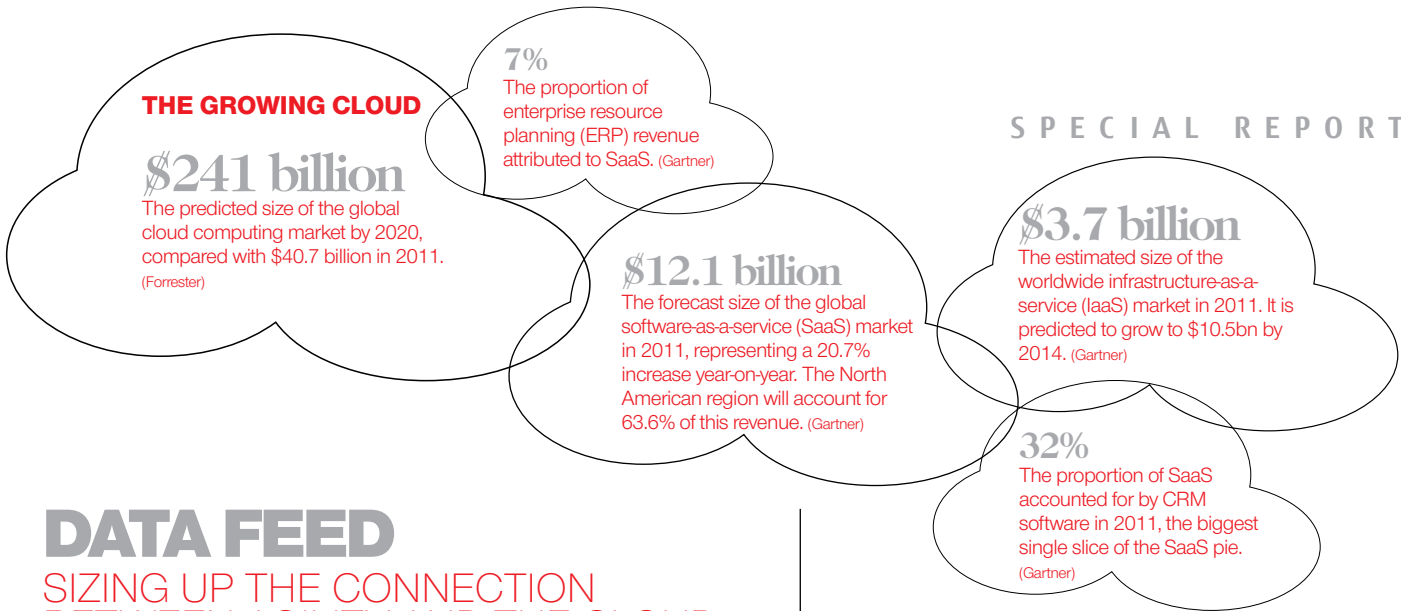 THE GROWING CLOUD
$241 billion
The predicted size of the global
cloud computing market by 2020,
compared with $40.7 billion in 2011.
(Forrester)
7%
The proportion of
enterprise resource
planning (ERP) revenue
attributed to SaaS. (Gartner)
SPECIAL REPORT
$12.1 billion
The forecast size of the global
software-as-a-service (SaaS) market
in 2011, representing a 20.7%
increase year-on-year. The North
American region will account for
63.6% of this revenue. (Gartner)
$3.7 billion
The estimated size of the
worldwide infrastructure-as-a-
service (IaaS) market in 2011. It is
predicted to grow to $10.5bn by
2014. (Gartner)
32%
The proportion of SaaS
accounted for by CRM
software in 2011, the biggest
single slice of the SaaS pie.
(Gartner)
DATA FEED
SIZING UP THE CONNECTION
BETWEEN AGILITY AND THE CLOUD